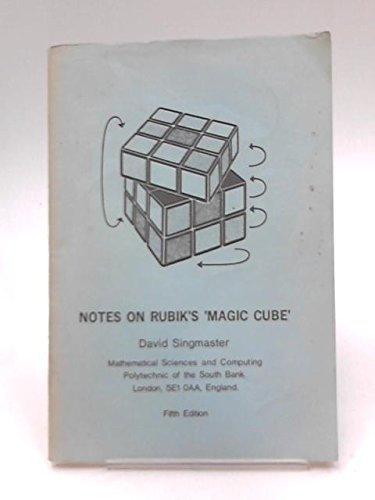 NOTES ON RUBIK'S 'MAGIC CUBE'
David Singmaster
Mathematical Sciences and Computing
Polytechnic of the South Bank
London, SE1 0AA, England.
Fifth Edition